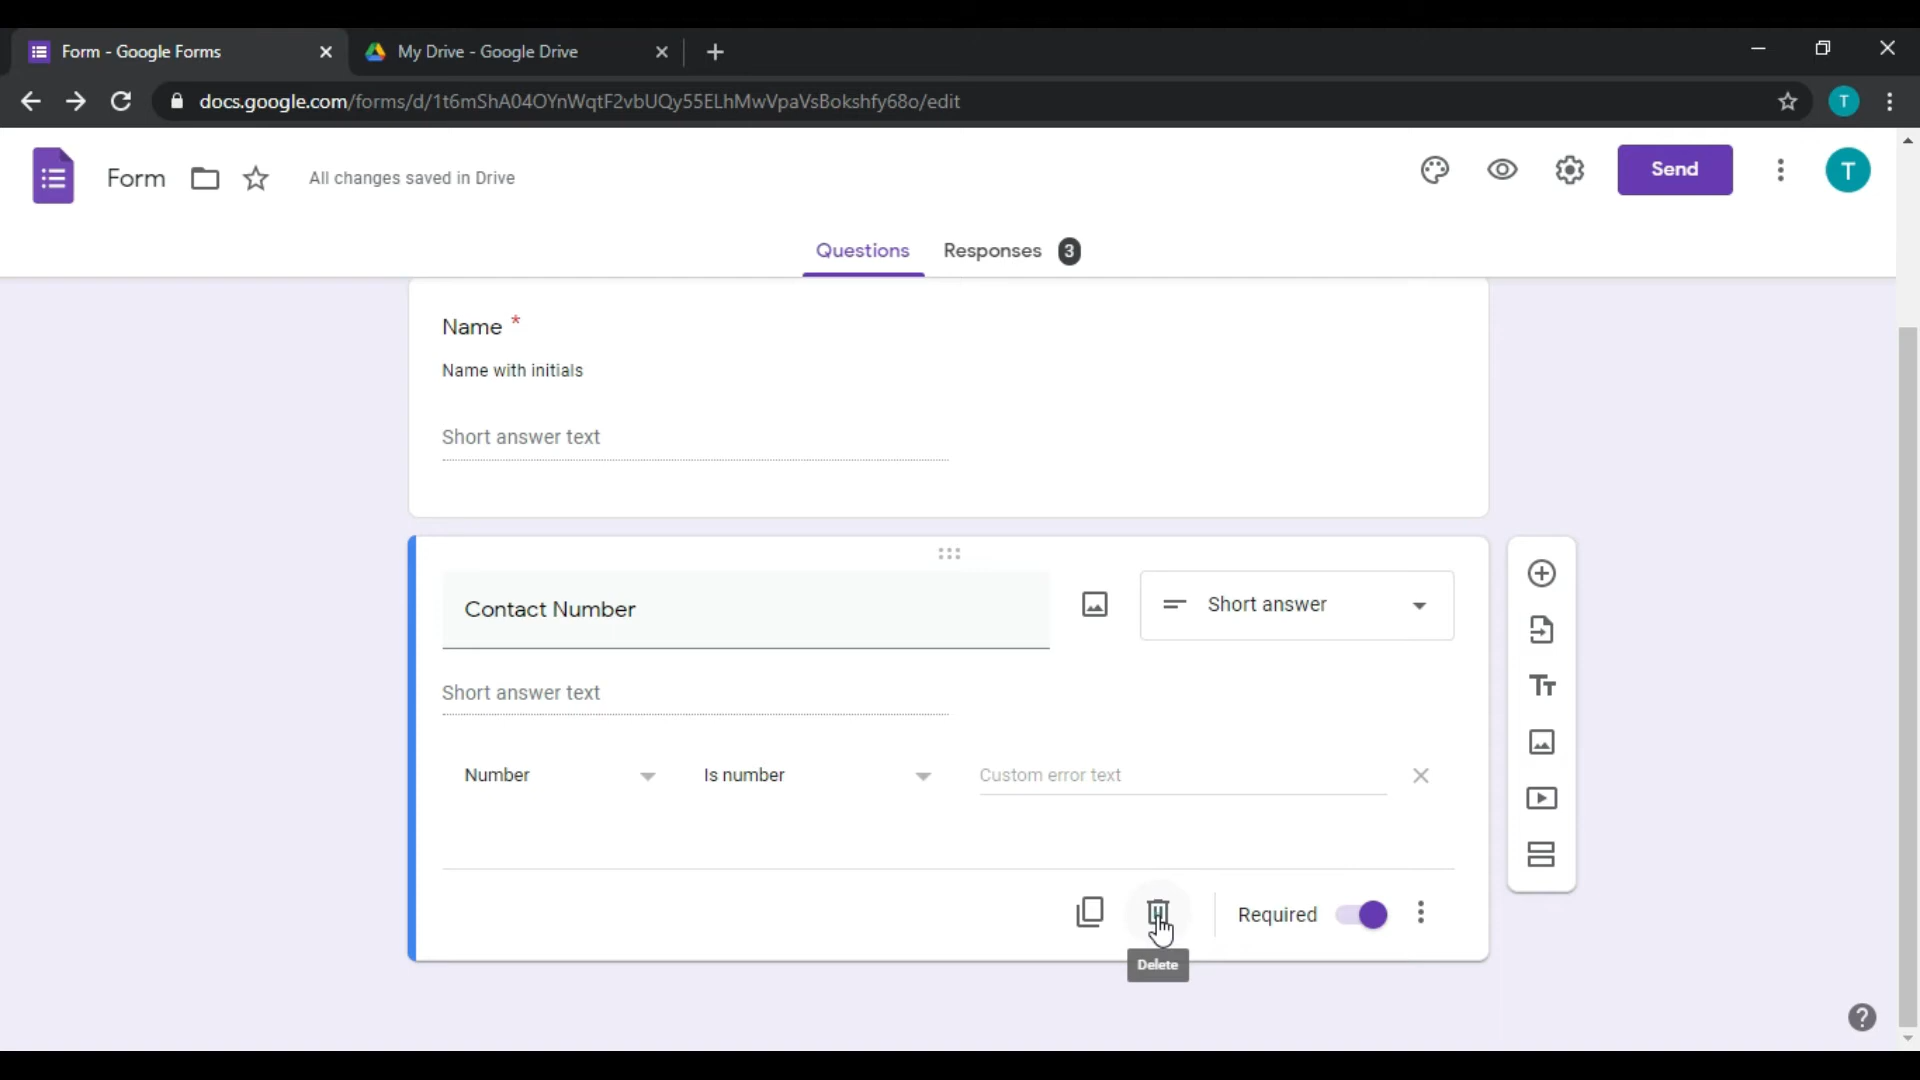 Form - Google Forms
My Drive - Google Drive
docs.google.com/forms/d/1t6mShA04OYnWqtF2vbUQy55ELhMwVpaVsBokshfy68o/edit
T
Form
All changes saved in Drive
Send
T
Questions
Responses 3
Name *
Name with initials
Short answer text
Contact Number
Short answer
Short answer text
Number
Is number
Custom error text
Required
Delete